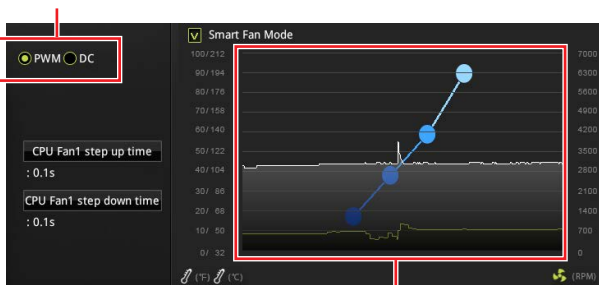 V Smart Fan Mode
PWM DC
100/212 7000
90/194 6300
80/176 5600
70/158 4900
60/140 4200
50/122 3500
40/104 2800
30/ 86 2100
20/ 68 1400
10/ 50 700
0/ 32 0
CPU Fan1 step up time
: 0.1s
CPU Fan1 step down time
: 0.1s
(°F) (°C) (RPM)